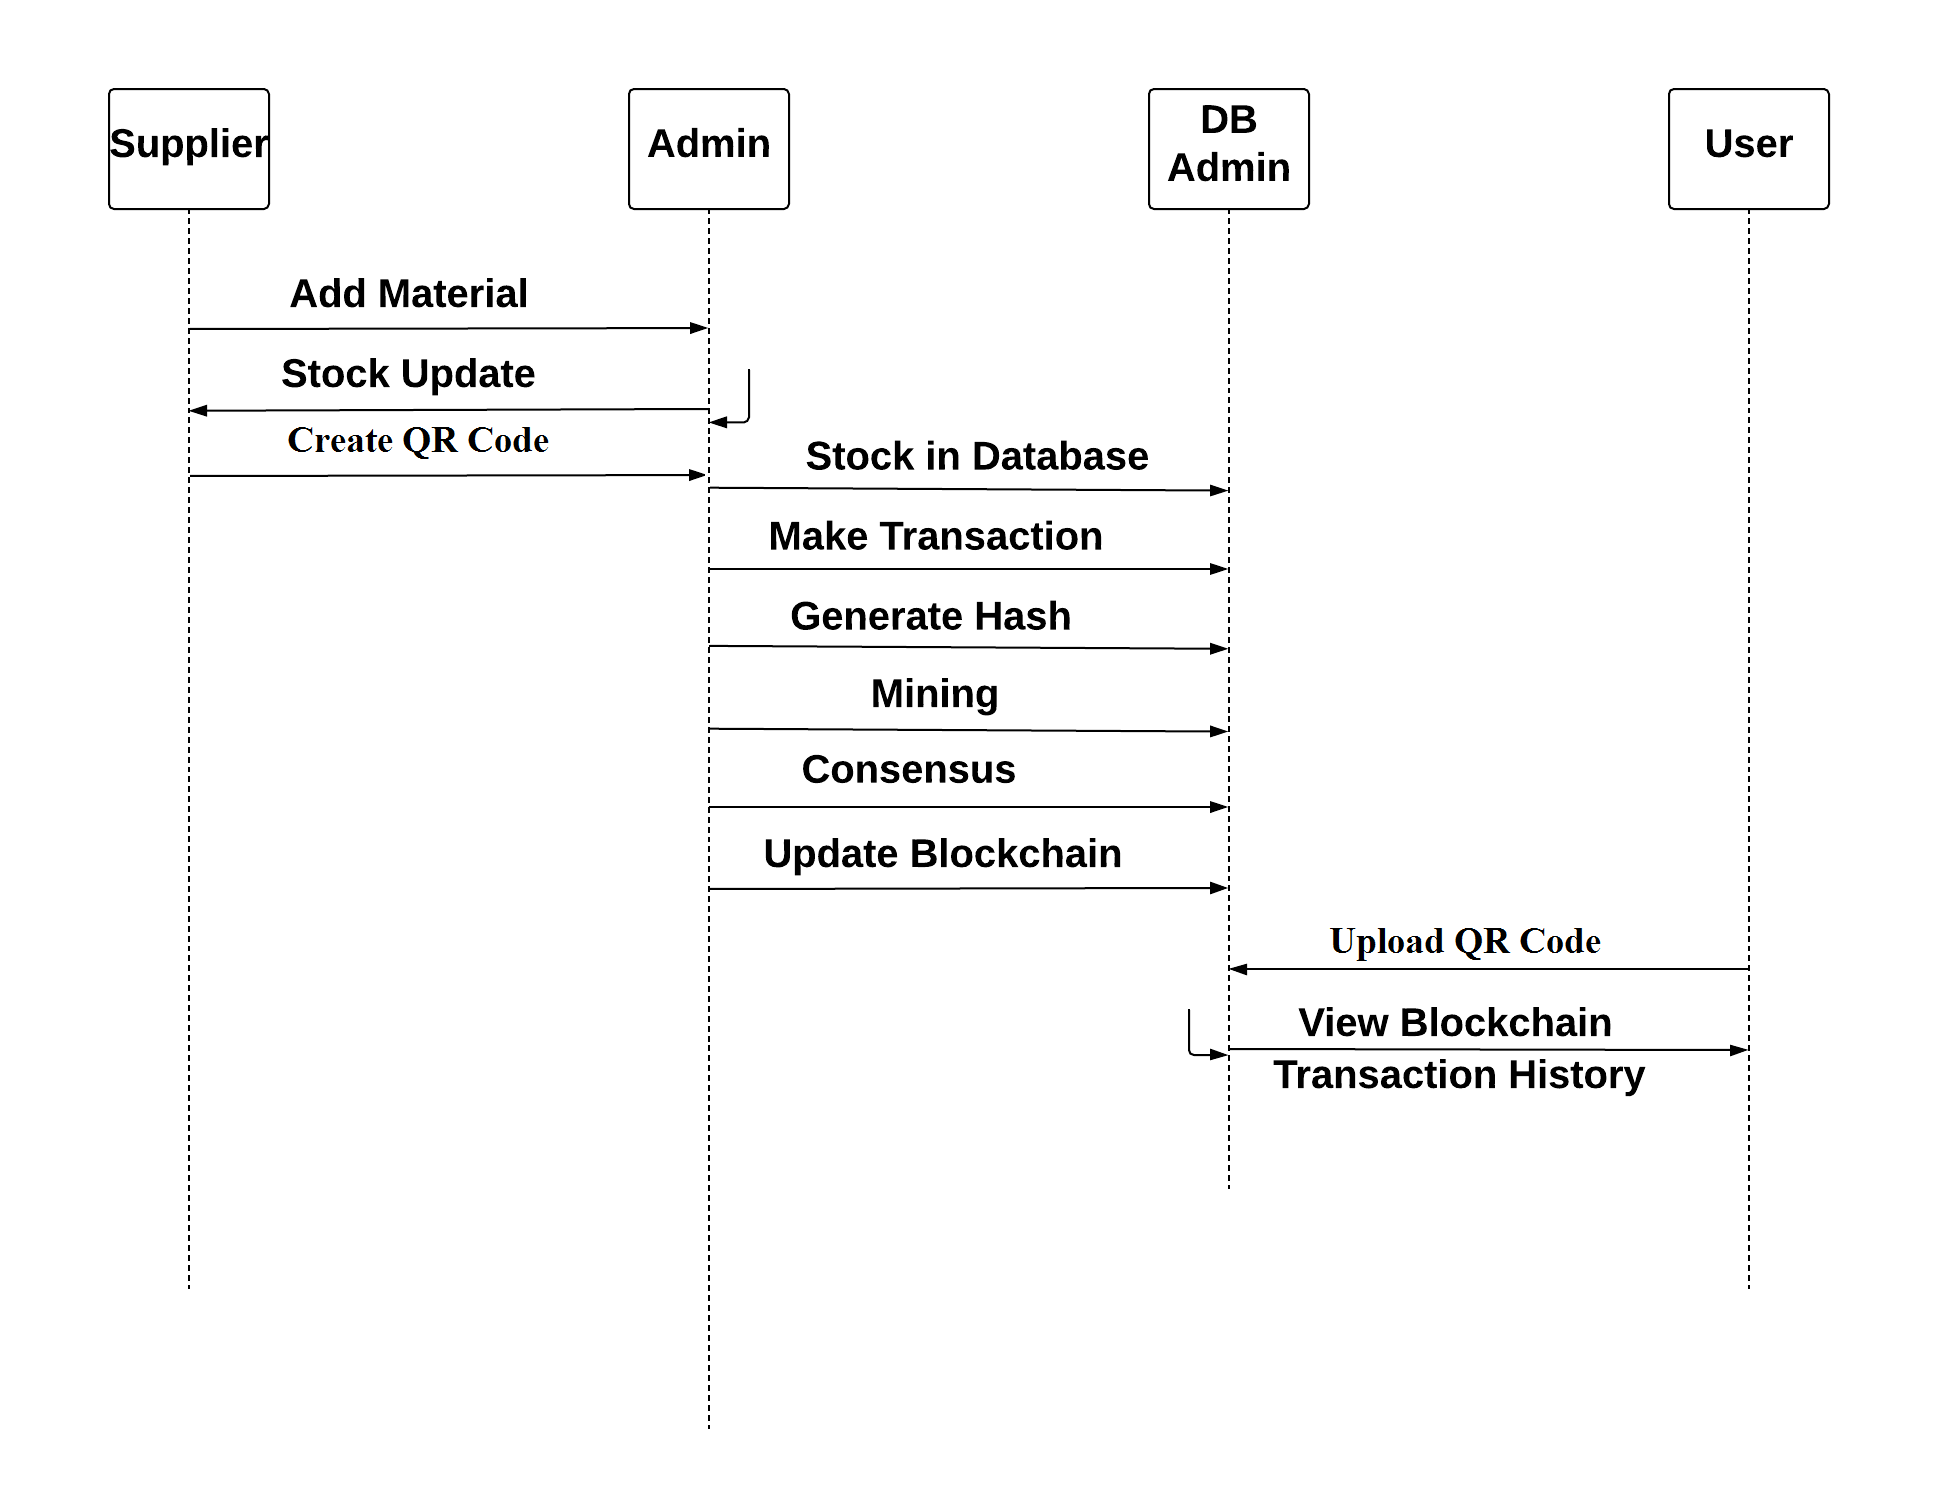 Supplier
Admin
DB
Admin
User
Add Material
Stock Update
Create QR Code
Stock in Database
Make Transaction
Generate Hash
Mining
Consensus
Update Blockchain
Upload QR Code
View Blockchain
Transaction History